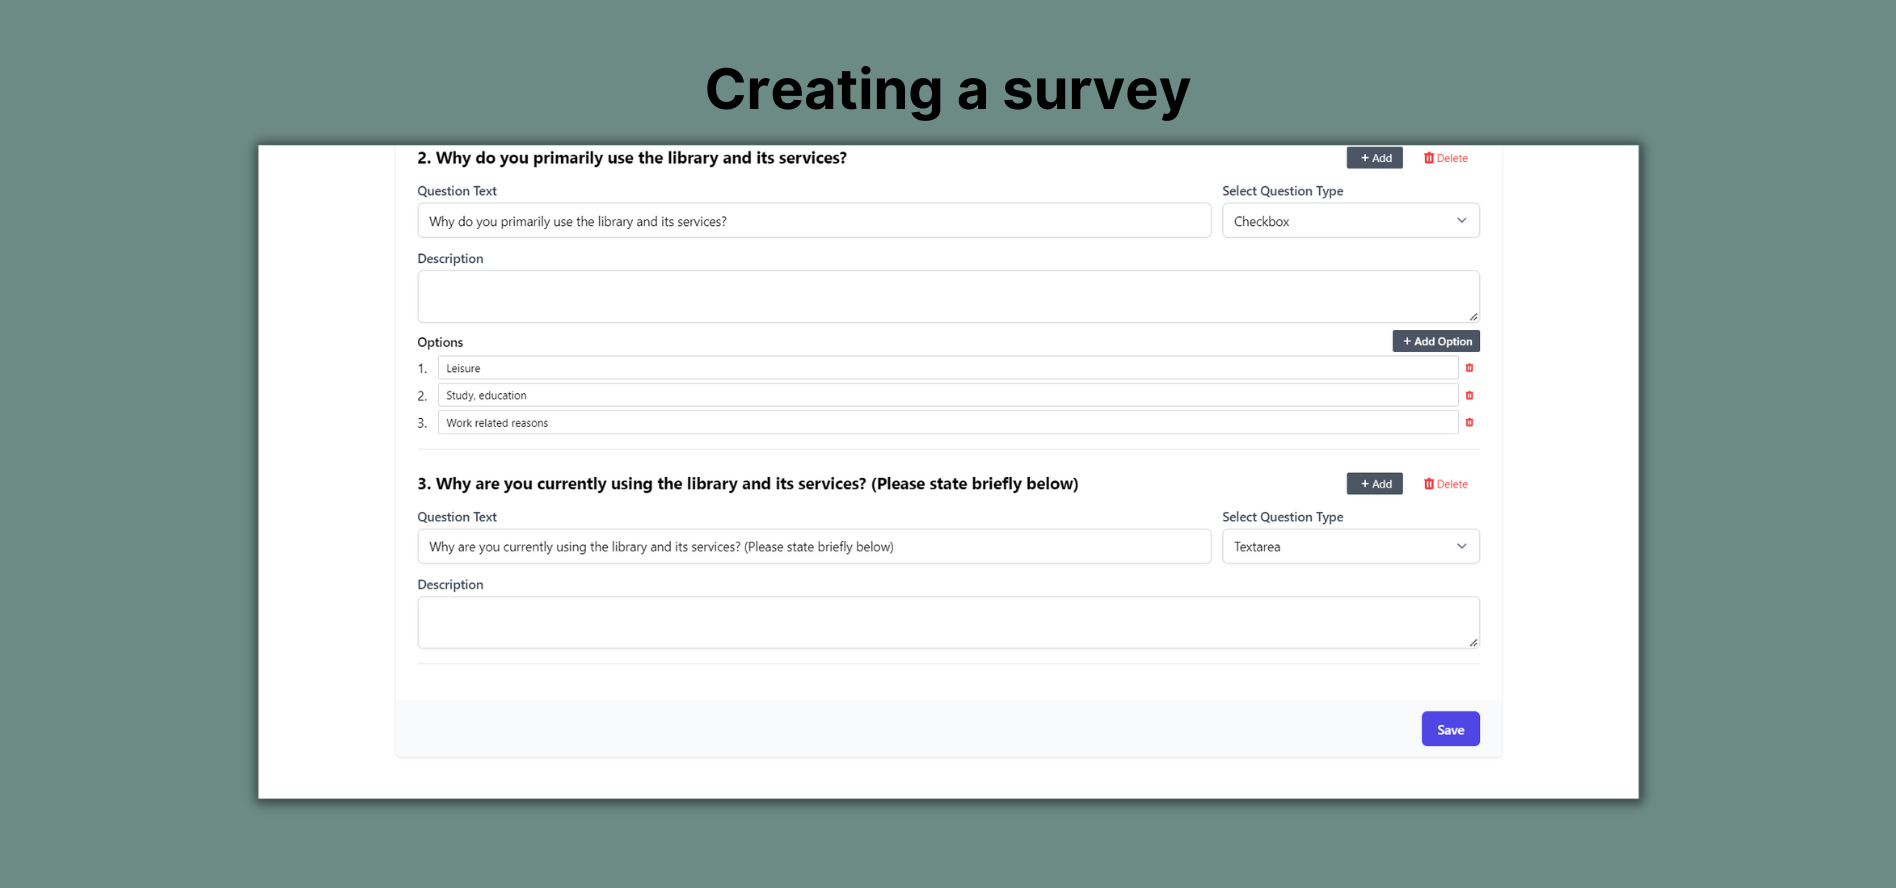 Creating a survey
2. Why do you primarily use the library and its services?
+ Add
Delete
Question Text
Select Question Type
Why do you primarily use the library and its services?
Checkbox
Description
Options
+ Add Option
1. Leisure
2. Study, education
3. Work related reasons
3. Why are you currently using the library and its services? (Please state briefly below)
+ Add
Delete
Question Text
Select Question Type
Why are you currently using the library and its services? (Please state briefly below)
Textarea
Description
Save